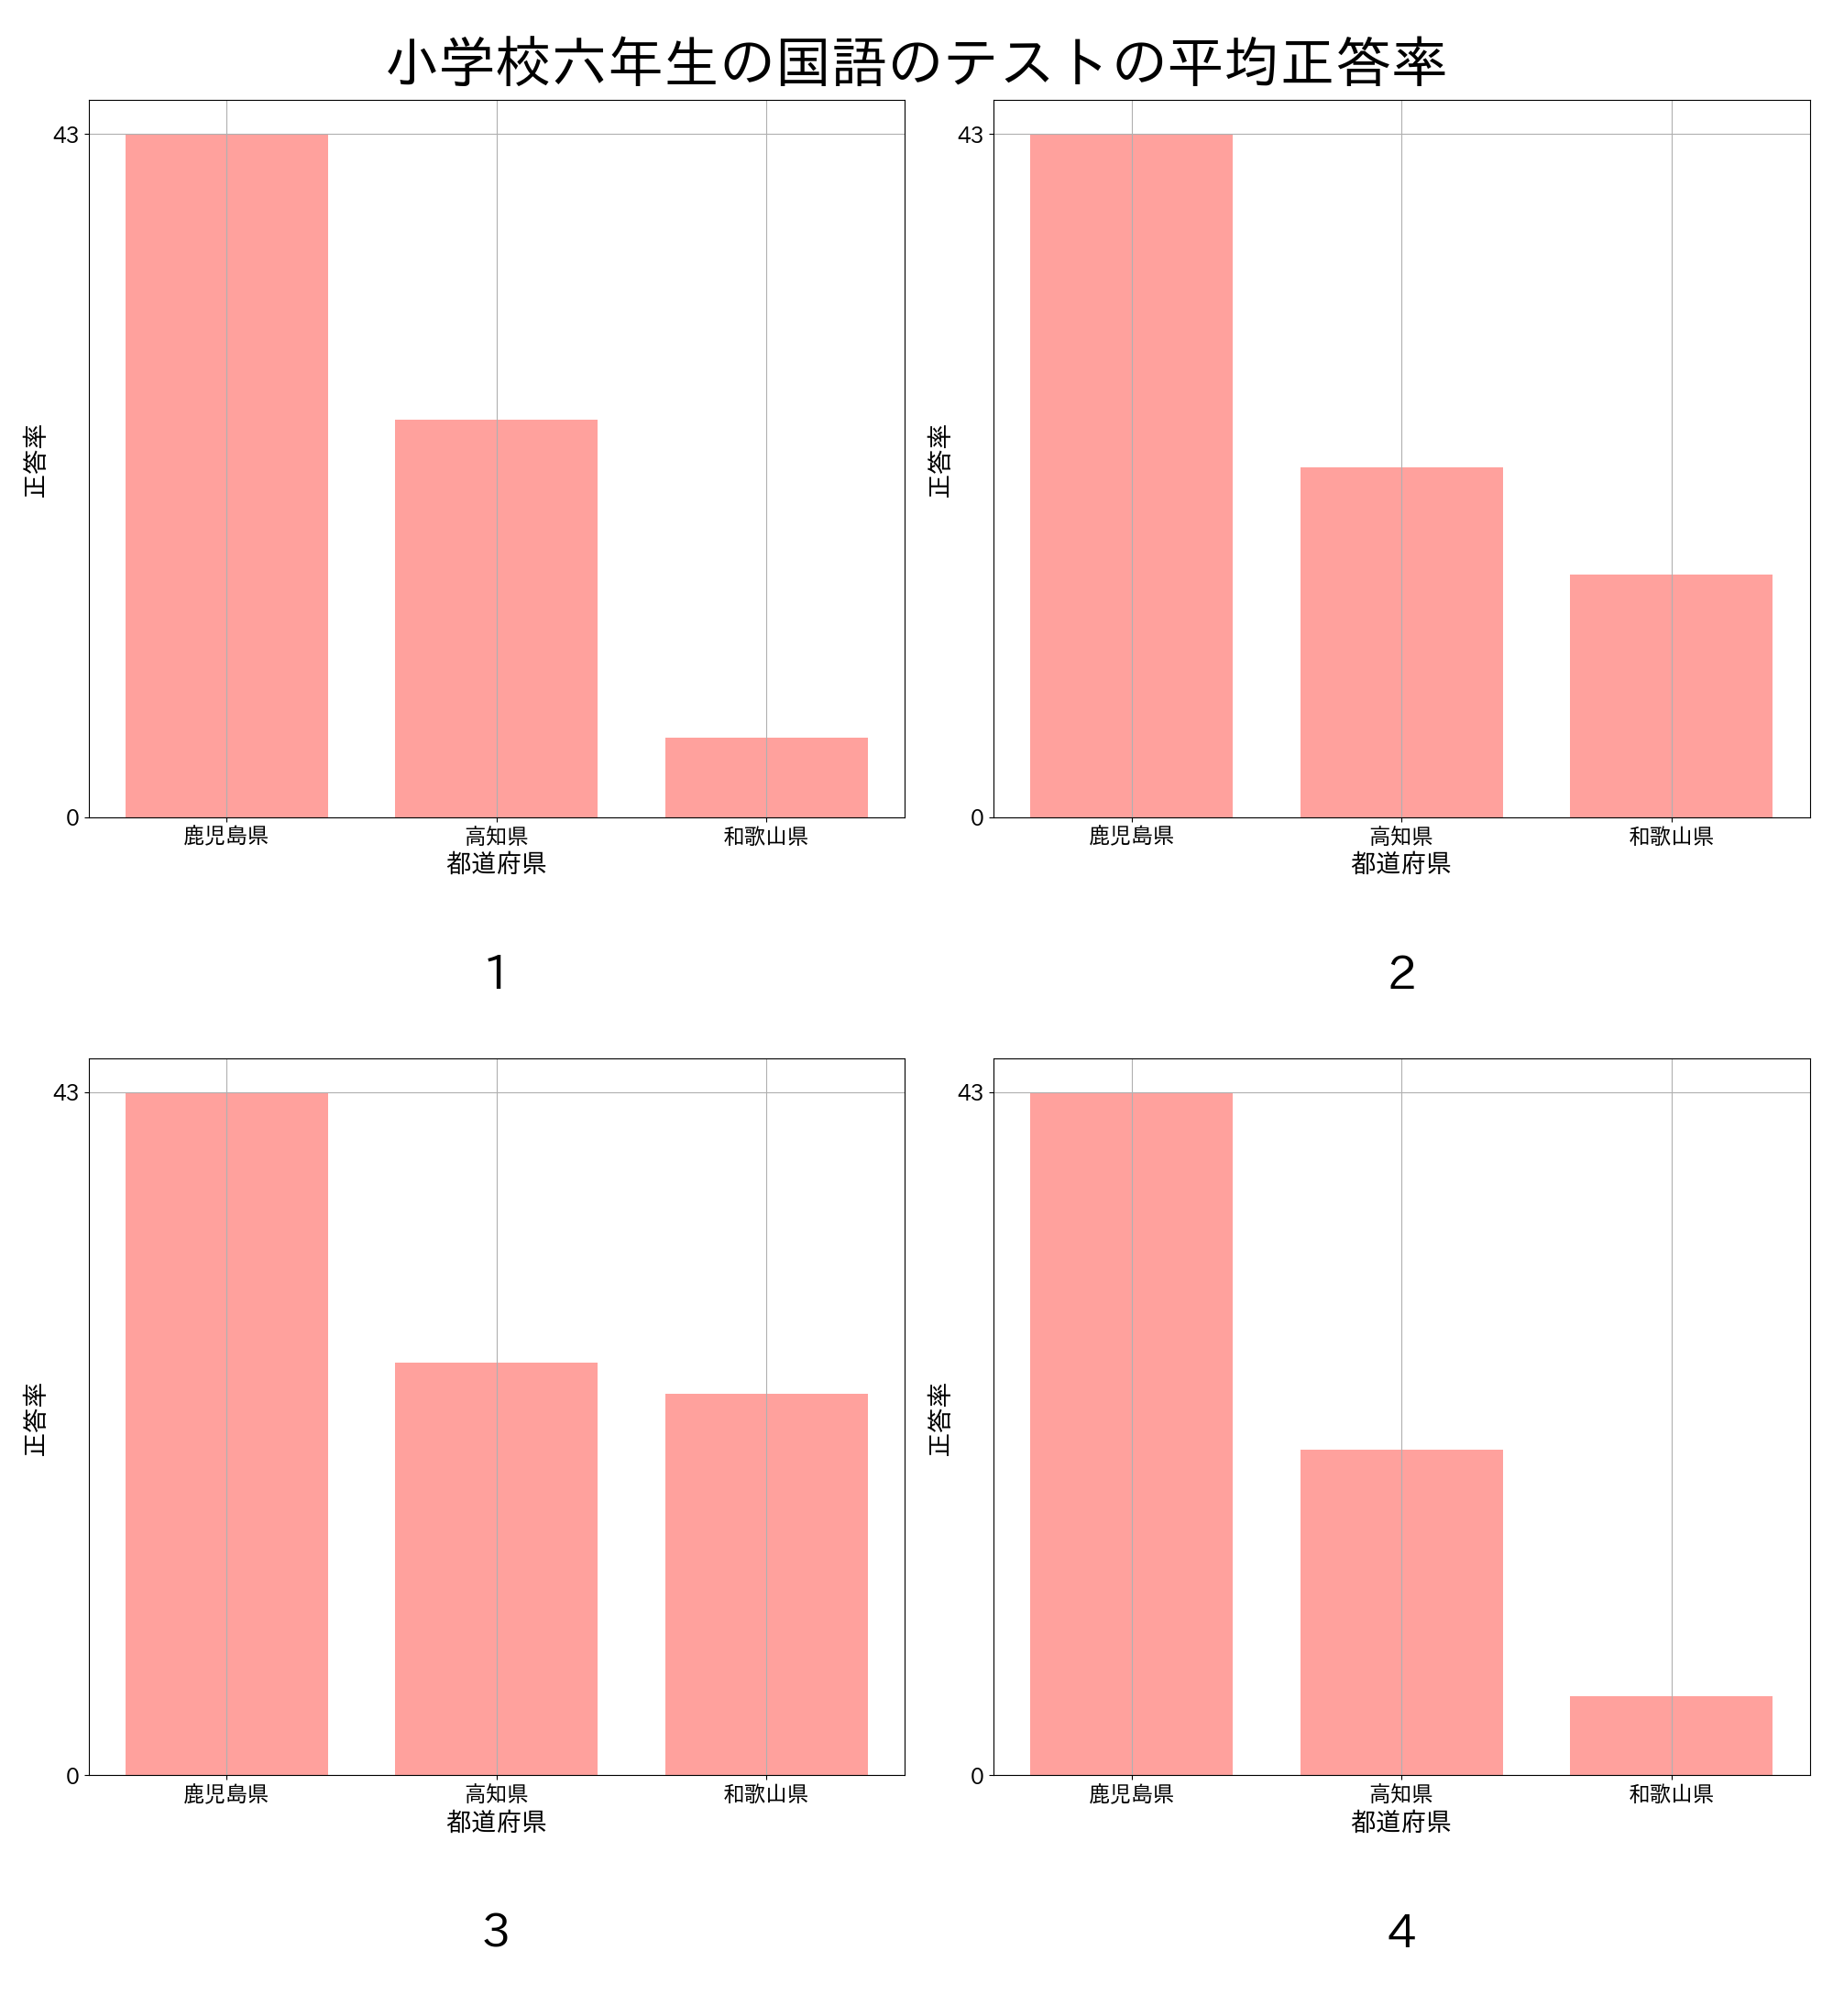 小学校六年生の国語のテストの平均正答率
43
0
正答率
鹿児島県 高知県 和歌山県
都道府県
1
43
0
正答率
鹿児島県 高知県 和歌山県
都道府県
2
43
0
正答率
鹿児島県 高知県 和歌山県
都道府県
3
43
0
正答率
鹿児島県 高知県 和歌山県
都道府県
4